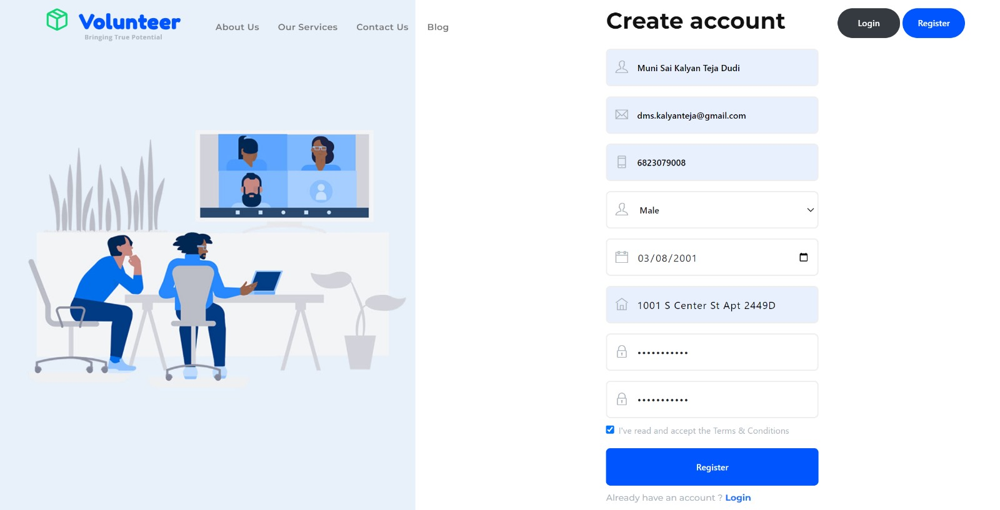 Volunteer
Bringing True Potential
About Us
Our Services
Contact Us
Blog
Create account
Login
Register
Muni Sai Kalyan Teja Dudi
dms.kalyanteja@gmail.com
6823079008
Male
03/08/2001
1001 S Center St Apt 2449D
•••••••••••
•••••••••••
I've read and accept the Terms & Conditions
Register
Already have an account ? Login